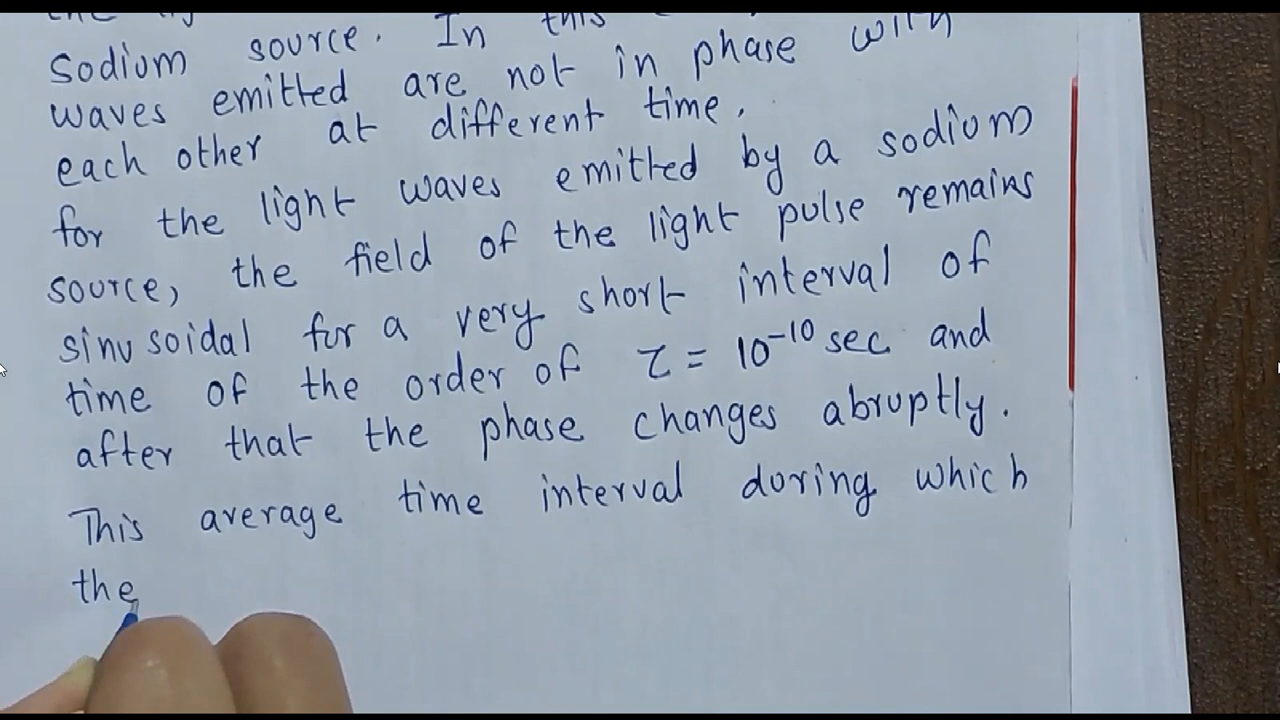 the
sodium source. In this
waves emitted are not in phase with
each other at different time.
for the light waves emitted by a sodium
source, the field of the light pulse remains
sinusoidal for a very short interval of
time of the order of τ = 10⁻¹⁰ sec and
after that the phase changes abruptly.
This average time interval during which
the